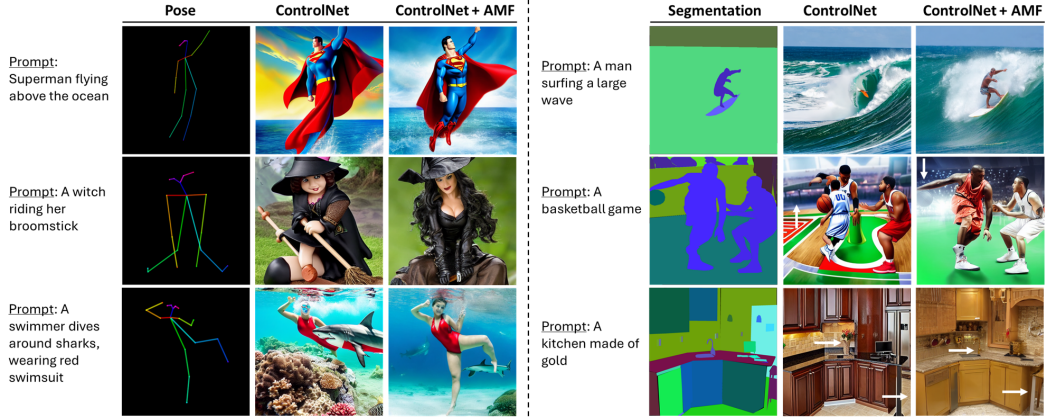 Pose
ControlNet
ControlNet + AMF
Prompt:
Superman flying
above the ocean
Prompt: A witch
riding her
broomstick
Prompt: A
swimmer dives
around sharks,
wearing red
swimsuit
Segmentation
ControlNet
ControlNet + AMF
Prompt: A man
surfing a large
wave
Prompt: A
basketball game
Prompt: A
kitchen made of
gold